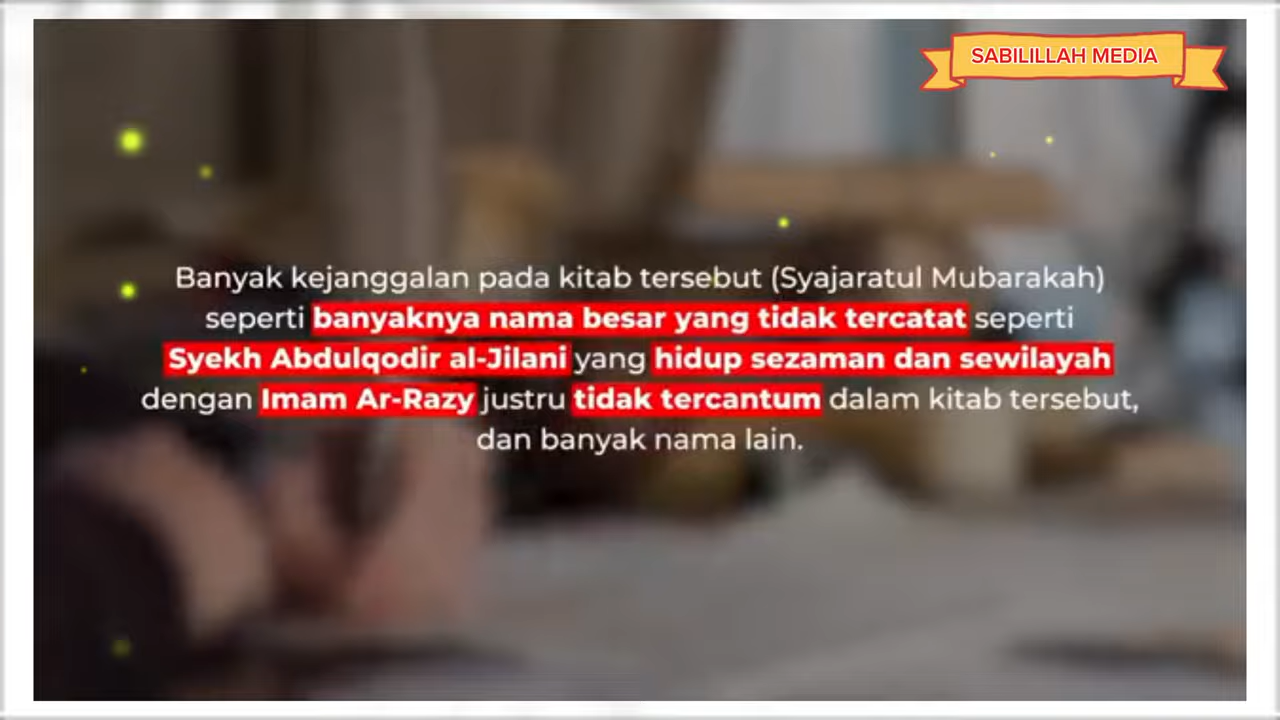 SABILILLAH MEDIA
Banyak kejanggalan pada kitab tersebut (Syajaratul Mubarakah)
seperti banyaknya nama besar yang tidak tercatat seperti
Syekh Abdulqodir al-Jilani yang hidup sezaman dan sewilayah
dengan Imam Ar-Razy justru tidak tercantum dalam kitab tersebut,
dan banyak nama lain.